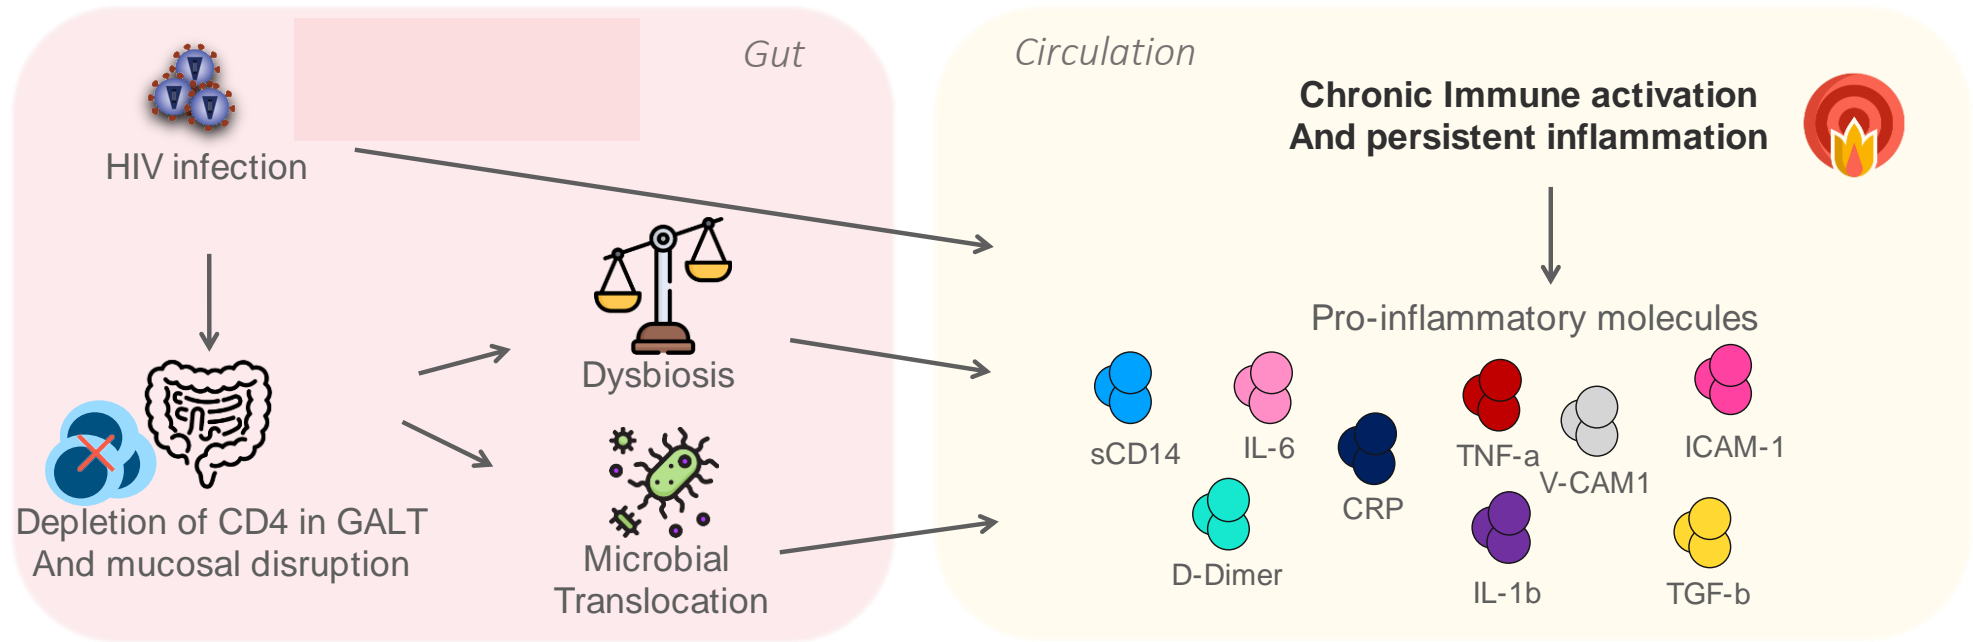 Gut
HIV infection
Dysbiosis
Depletion of CD4 in GALT
And mucosal disruption
Microbial
Translocation
Circulation
Chronic Immune activation
And persistent inflammation
Pro-inflammatory molecules
sCD14
IL-6
CRP
TNF-a
V-CAM1
ICAM-1
D-Dimer
IL-1b
TGF-b